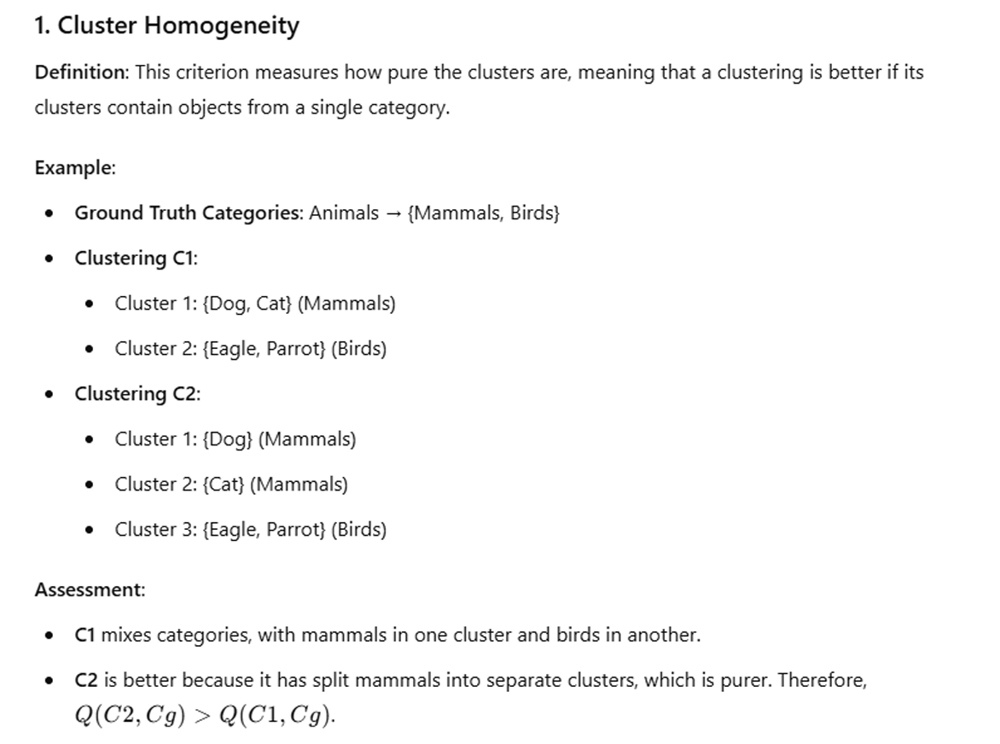 1. Cluster Homogeneity
Definition: This criterion measures how pure the clusters are, meaning that a clustering is better if its
clusters contain objects from a single category.
Example:
• Ground Truth Categories: Animals → {Mammals, Birds}
• Clustering C1:
• Cluster 1: {Dog, Cat} (Mammals)
• Cluster 2: {Eagle, Parrot} (Birds)
• Clustering C2:
• Cluster 1: {Dog} (Mammals)
• Cluster 2: {Cat} (Mammals)
• Cluster 3: {Eagle, Parrot} (Birds)
Assessment:
• C1 mixes categories, with mammals in one cluster and birds in another.
• C2 is better because it has split mammals into separate clusters, which is purer. Therefore,
Q(C2, Cg) > Q(C1, Cg).